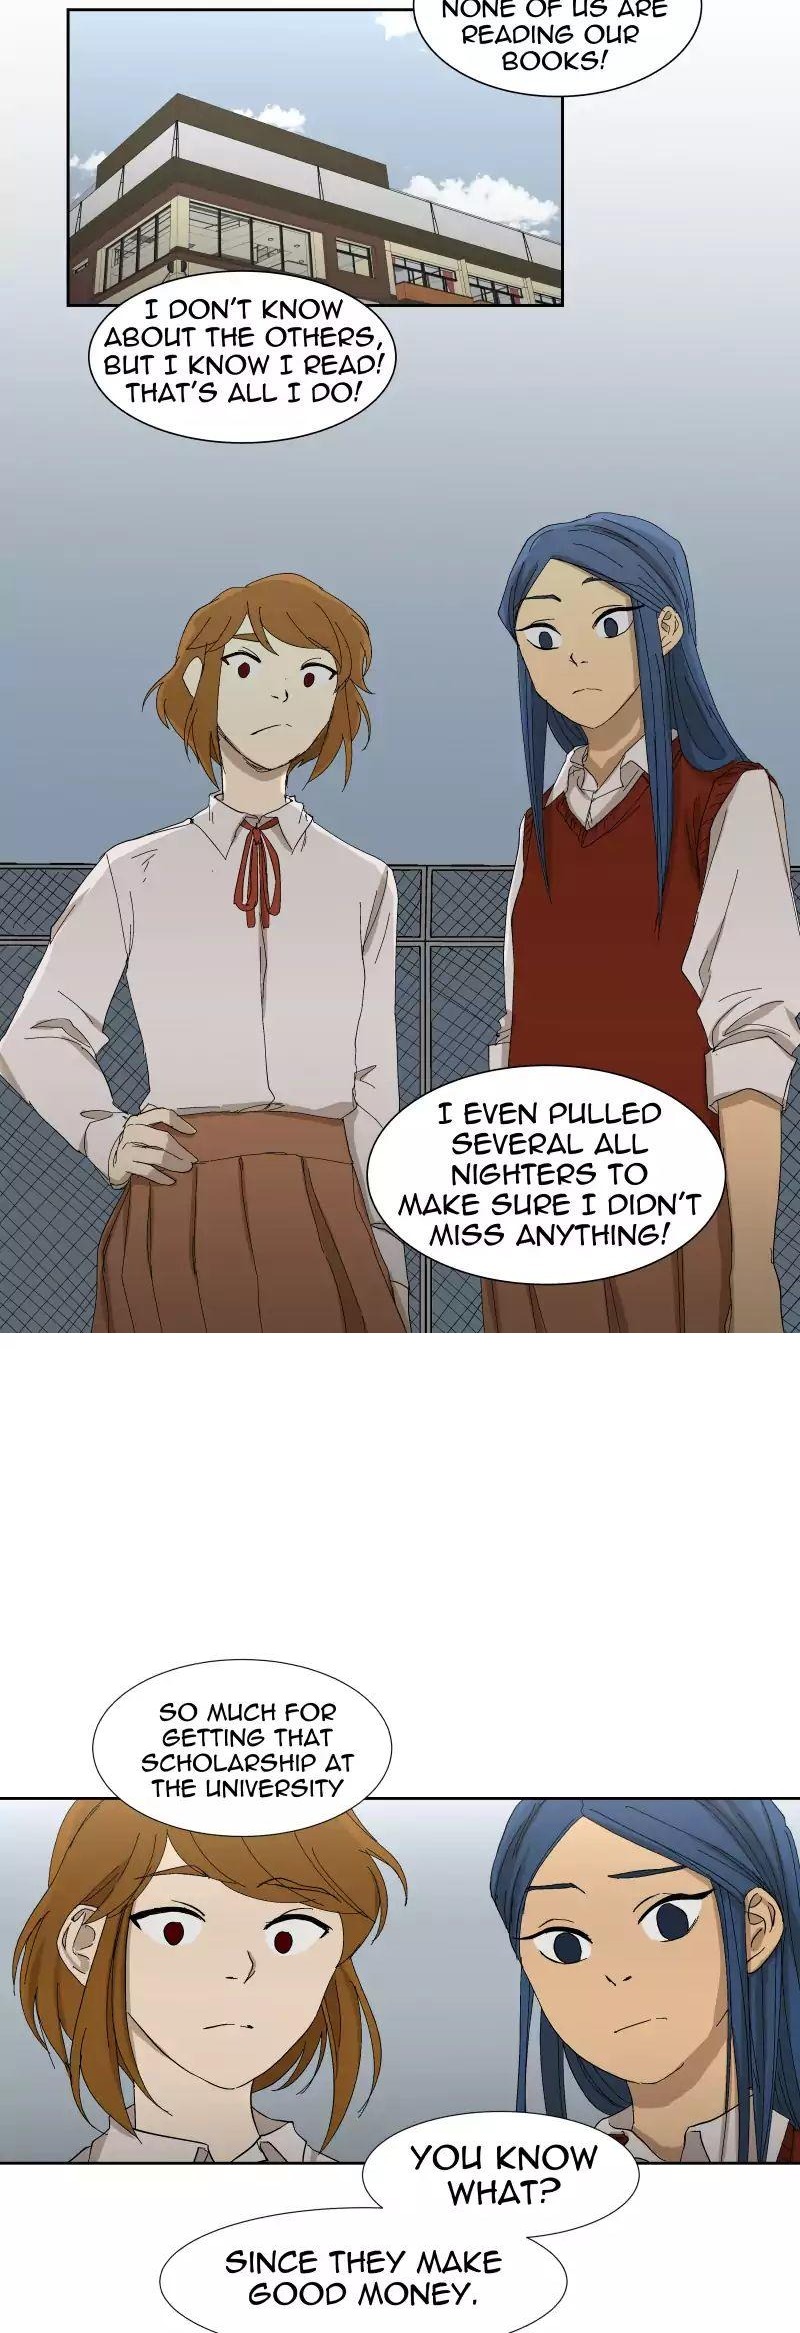 NONE OF US ARE
READING OUR
BOOKS!
I DON'T KNOW
ABOUT THE OTHERS,
BUT I KNOW I READ!
THAT'S ALL I DO!
I EVEN PULLED
SEVERAL ALL
NIGHTERS TO
MAKE SURE I DIDN'T
MISS ANYTHING!
SO MUCH FOR
GETTING THAT
SCHOLARSHIP AT
THE UNIVERSITY
YOU KNOW
WHAT?
SINCE THEY MAKE
GOOD MONEY.